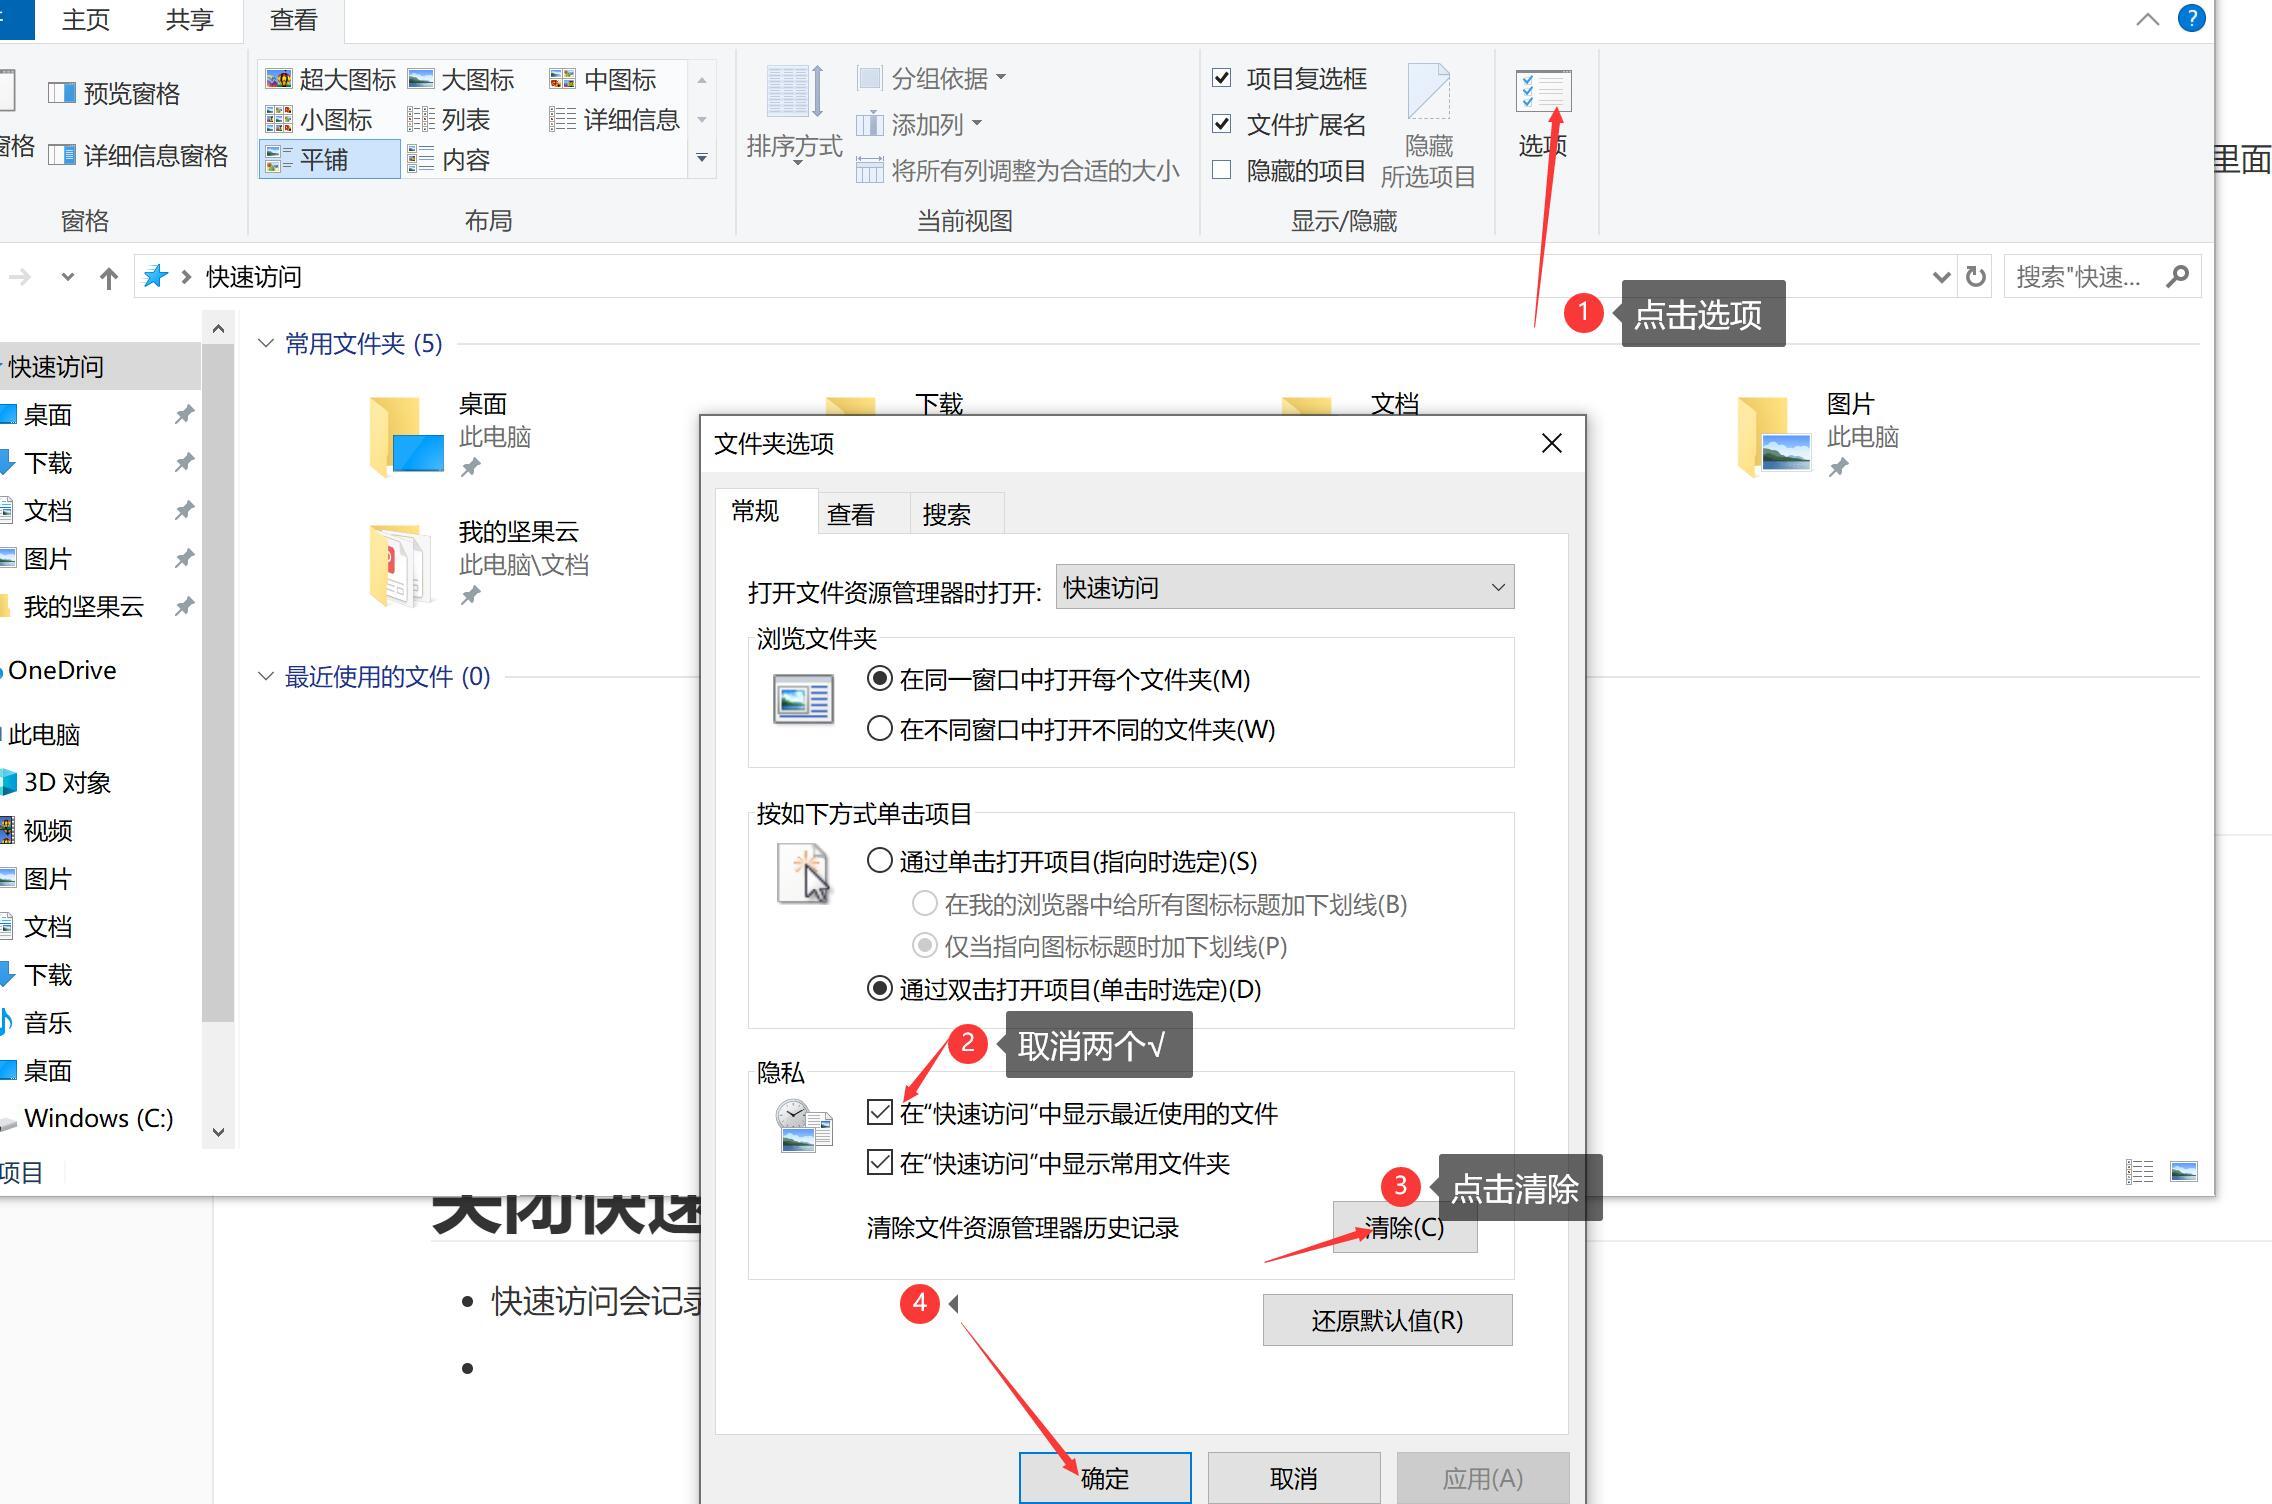 主页
共享
查看
?
预览窗格
窗格
详细信息窗格
窗格
超大图标
大图标
中图标
小图标
列表
详细信息
平铺
内容
布局
排序方式
分组依据
添加列
将所有列调整为合适的大小
当前视图
项目复选框
文件扩展名
隐藏的项目
隐藏
所选项目
显示/隐藏
选项
里面
快速访问
搜索"快速...
1
点击选项
快速访问
桌面
下载
文档
图片
我的坚果云
OneDrive
此电脑
3D 对象
视频
图片
文档
下载
音乐
桌面
Windows (C:)
项目
常用文件夹 (5)
桌面
此电脑
下载
文档
图片
此电脑
我的坚果云
此电脑\文档
最近使用的文件 (0)
文件夹选项
常规
查看
搜索
打开文件资源管理器时打开:
快速访问
浏览文件夹
在同一窗口中打开每个文件夹(M)
在不同窗口中打开不同的文件夹(W)
按如下方式单击项目
通过单击打开项目(指向时选定)(S)
在我的浏览器中给所有图标标题加下划线(B)
仅当指向图标标题时加下划线(P)
通过双击打开项目(单击时选定)(D)
2
取消两个√
隐私
在“快速访问”中显示最近使用的文件
在“快速访问”中显示常用文件夹
3
点击清除
清除文件资源管理器历史记录
清除(C)
4
还原默认值(R)
确定
取消
应用(A)
关闭快速
快速访问会记录